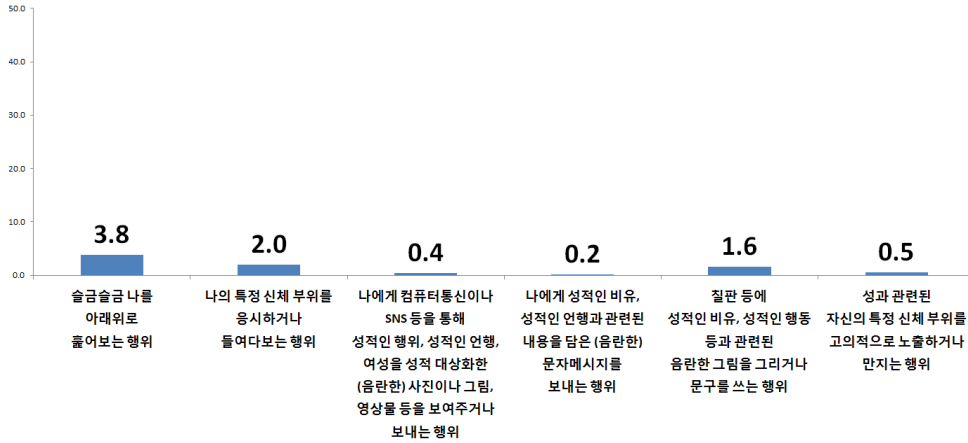 50.0
40.0
30.0
20.0
10.0
0.0
3.8
2.0
0.4
0.2
1.6
0.5
슬금슬금 나를
아래위로
훑어보는 행위
나의 특정 신체 부위를
응시하거나
들여다보는 행위
나에게 컴퓨터통신이나
SNS 등을 통해
성적인 행위, 성적인 언행,
여성을 성적 대상화한
(음란한) 사진이나 그림,
영상물 등을 보여주거나
보내는 행위
나에게 성적인 비유,
성적인 언행과 관련된
내용을 담은 (음란한)
문자메시지를
보내는 행위
칠판 등에
성적인 비유, 성적인 행동
등과 관련된
음란한 그림을 그리거나
문구를 쓰는 행위
성과 관련된
자신의 특정 신체 부위를
고의적으로 노출하거나
만지는 행위